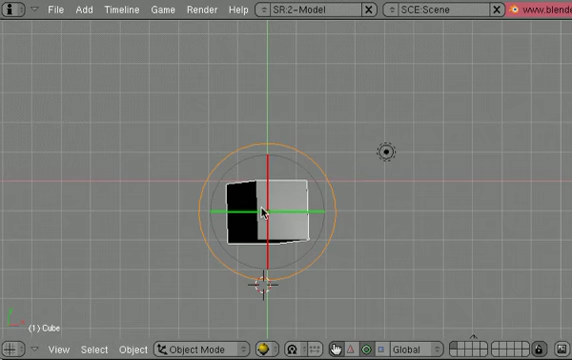 File Add Timeline Game Render Help SR:2-Model SCE:Scene www.blende
(1) Cube
View Select Object Object Mode Global